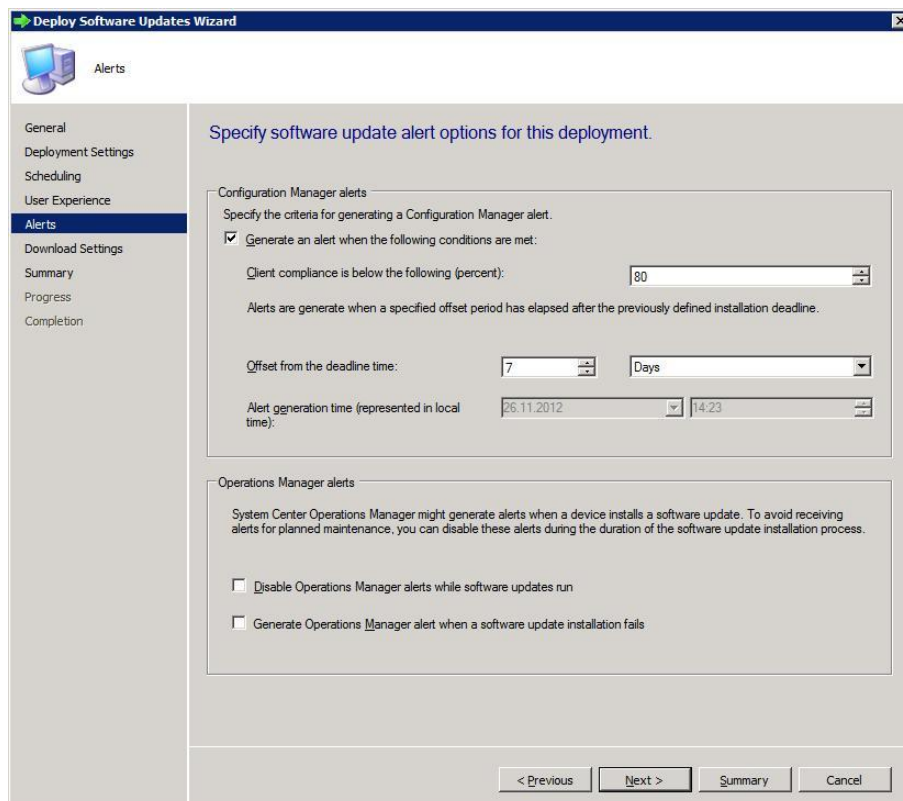 Deploy Software Updates Wizard
Alerts
General
Deployment Settings
Scheduling
User Experience
Alerts
Download Settings
Summary
Progress
Completion
Specify software update alert options for this deployment.
Configuration Manager alerts
Specify the criteria for generating a Configuration Manager alert.
Generate an alert when the following conditions are met:
Client compliance is below the following (percent):
80
Alerts are generate when a specified offset period has elapsed after the previously defined installation deadline.
Offset from the deadline time:
7
Days
Alert generation time (represented in local
time):
26.11.2012
14:23
Operations Manager alerts
System Center Operations Manager might generate alerts when a device installs a software update. To avoid receiving
alerts for planned maintenance, you can disable these alerts during the duration of the software update installation process.
Disable Operations Manager alerts while software updates run
Generate Operations Manager alert when a software update installation fails
< Previous
Next >
Summary
Cancel